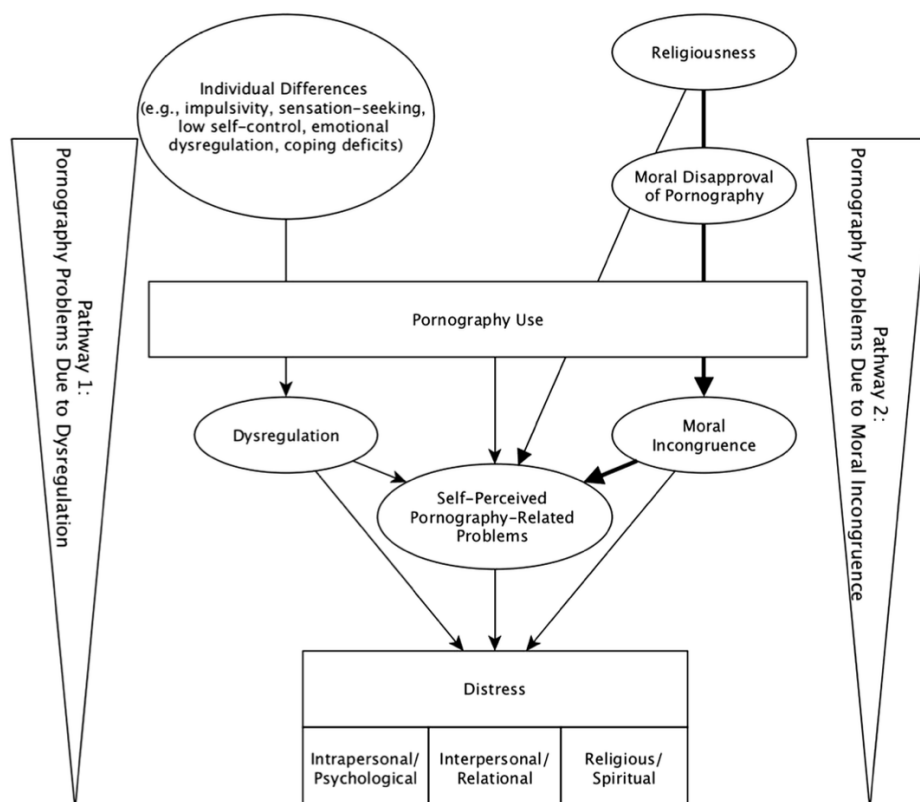 Religiousness
Individual Differences
(e.g., impulsivity, sensation-seeking,
low self-control, emotional
dysregulation, coping deficits)
Moral Disapproval
of Pornography
Pathway 1:
Pornography Problems Due to Dysregulation
Pathway 2:
Pornography Problems Due to Moral Incongruence
Pornography Use
Dysregulation
Moral
Incongruence
Self-Perceived
Pornography-Related
Problems
Distress
Intrapersonal/
Psychological
Interpersonal/
Relational
Religious/
Spiritual